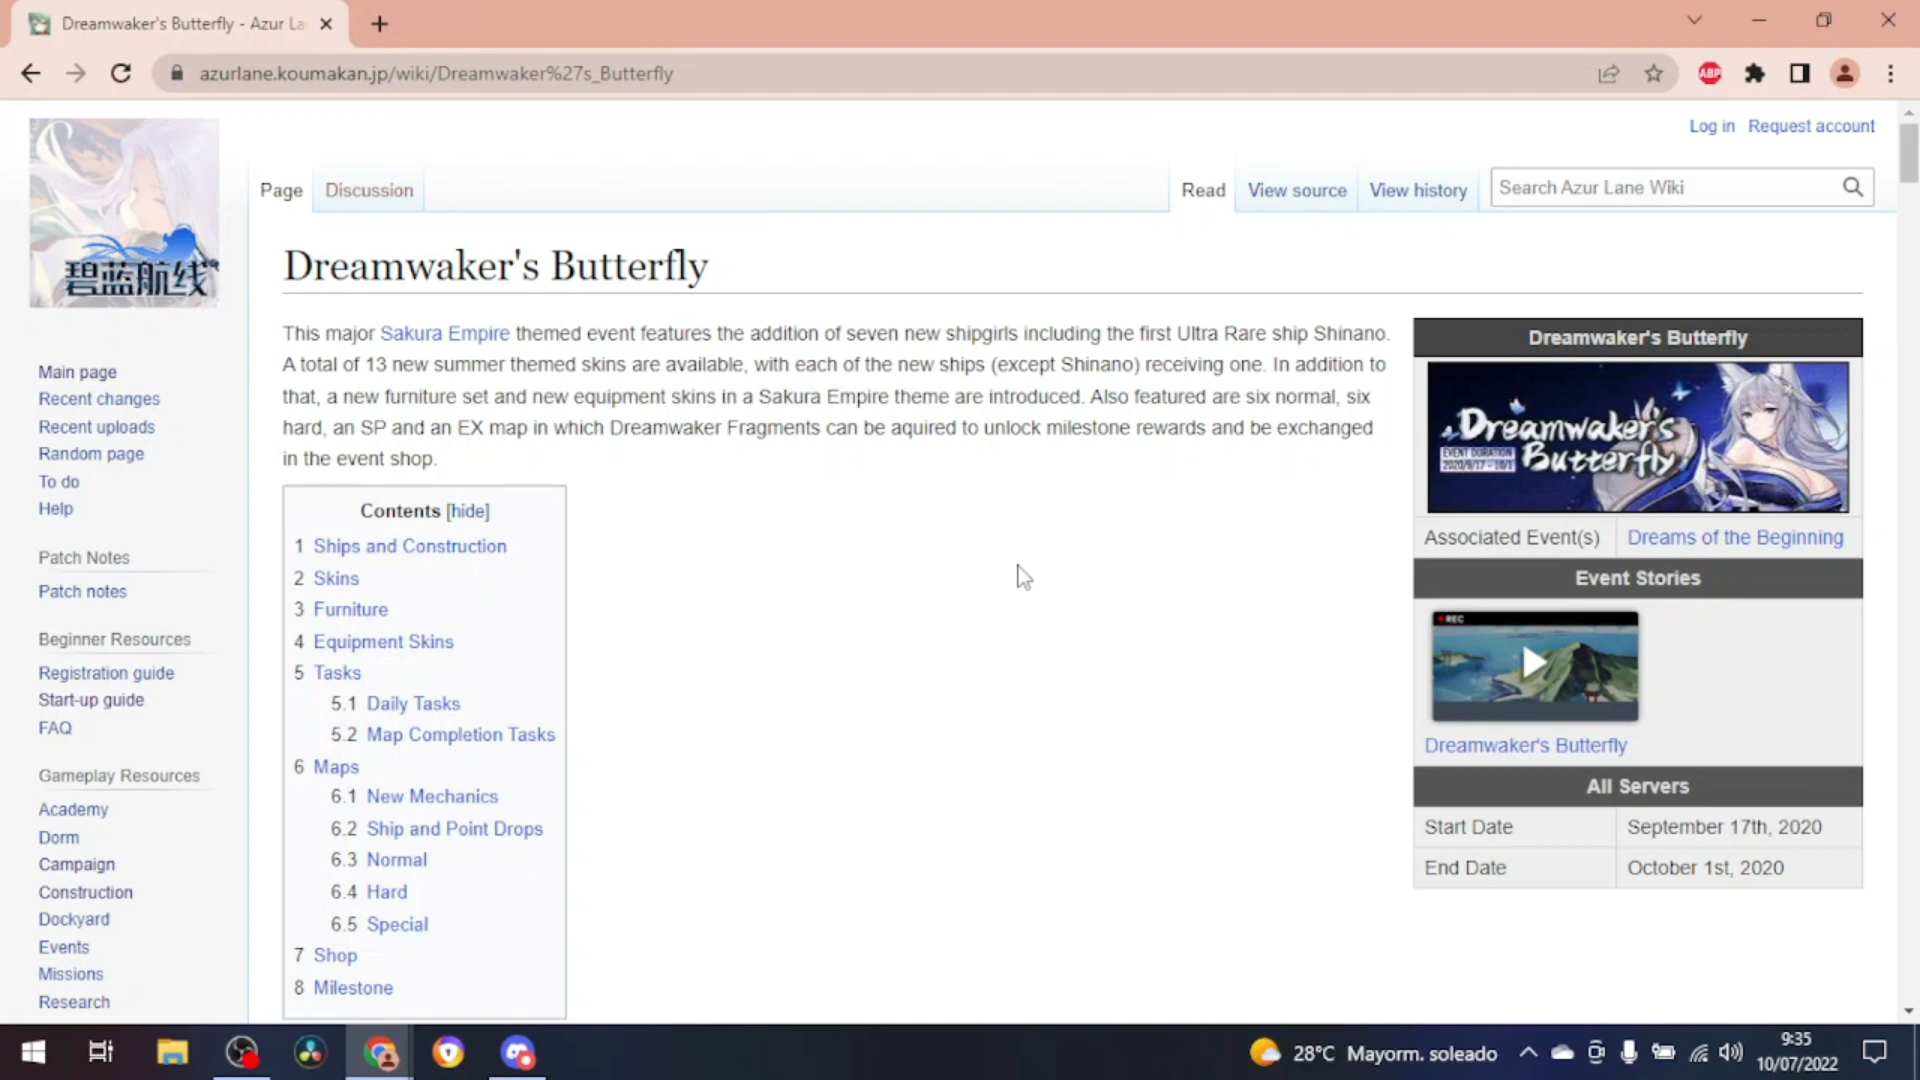 Dreamwaker's Butterfly - Azur La
azurlane.koumakan.jp/wiki/Dreamwaker%27s_Butterfly
ABP
Log in Request account
碧蓝航线
Page Discussion Read View source View history Search Azur Lane Wiki
Dreamwaker's Butterfly
This major Sakura Empire themed event features the addition of seven new shipgirls including the first Ultra Rare ship Shinano.
A total of 13 new summer themed skins are available, with each of the new ships (except Shinano) receiving one. In addition to
that, a new furniture set and new equipment skins in a Sakura Empire theme are introduced. Also featured are six normal, six
hard, an SP and an EX map in which Dreamwaker Fragments can be aquired to unlock milestone rewards and be exchanged
in the event shop.
Main page
Recent changes
Recent uploads
Random page
To do
Help
Patch Notes
Patch notes
Beginner Resources
Registration guide
Start-up guide
FAQ
Gameplay Resources
Academy
Dorm
Campaign
Construction
Dockyard
Events
Missions
Research
Contents [hide]
1 Ships and Construction
2 Skins
3 Furniture
4 Equipment Skins
5 Tasks
5.1 Daily Tasks
5.2 Map Completion Tasks
6 Maps
6.1 New Mechanics
6.2 Ship and Point Drops
6.3 Normal
6.4 Hard
6.5 Special
7 Shop
8 Milestone
Dreamwaker's Butterfly
Dreamwaker's
Butterfly
EVENT DURATION
2020/9/17 - 10/1
Associated Event(s) Dreams of the Beginning
Event Stories
REC
Dreamwaker's Butterfly
All Servers
Start Date September 17th, 2020
End Date October 1st, 2020
28°C Mayorm. soleado
9:35
10/07/2022